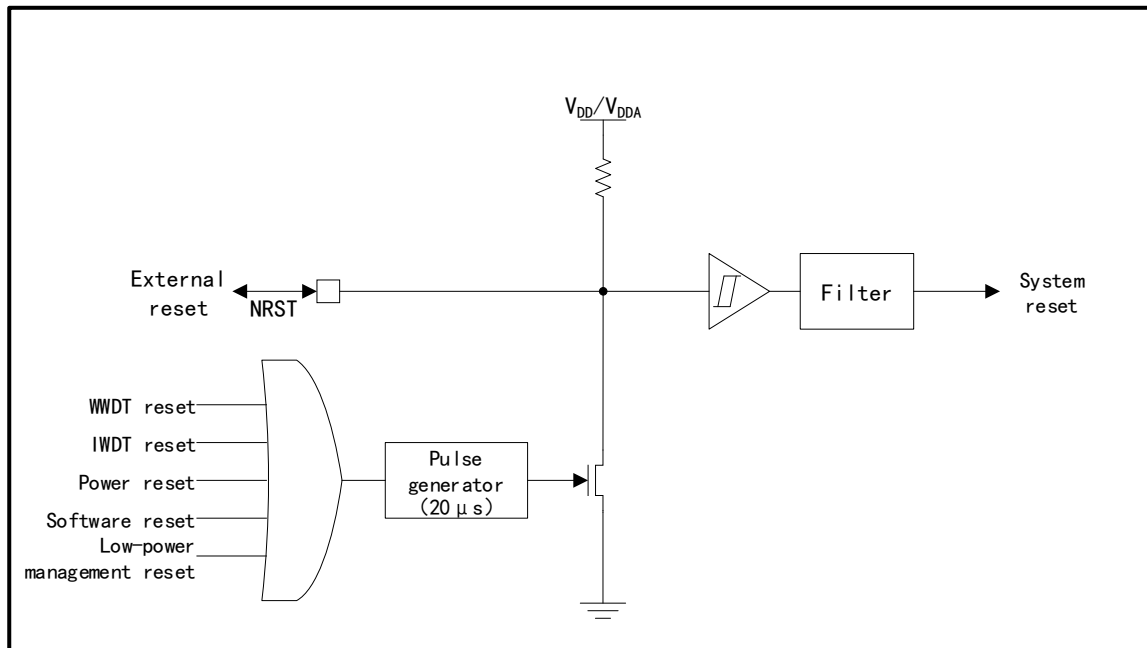 VDD/VDDA
External
reset
NRST
Filter
System
reset
WWDT reset
IWDT reset
Power reset
Software reset
Low-power
management reset
Pulse
generator
(20μs)